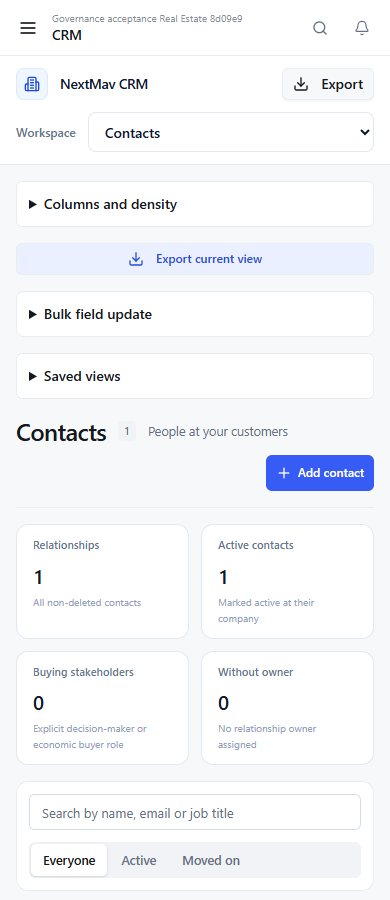 Governance acceptance Real Estate 8d09e9
CRM
NextMav CRM
Export
Workspace
Contacts
Columns and density
Export current view
Bulk field update
Saved views
Contacts 1 People at your customers
Add contact
Relationships
1
All non-deleted contacts
Active contacts
1
Marked active at their
company
Buying stakeholders
0
Explicit decision-maker or
economic buyer role
Without owner
0
No relationship owner
assigned
Search by name, email or job title
Everyone Active Moved on